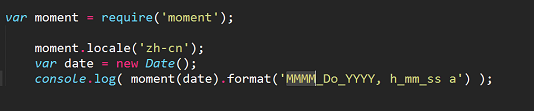 var moment = require('moment');
moment.locale('zh-cn');
var date = new Date();
console.log( moment(date).format('MMMM_Do_YYYY, h_mm_ss a') );